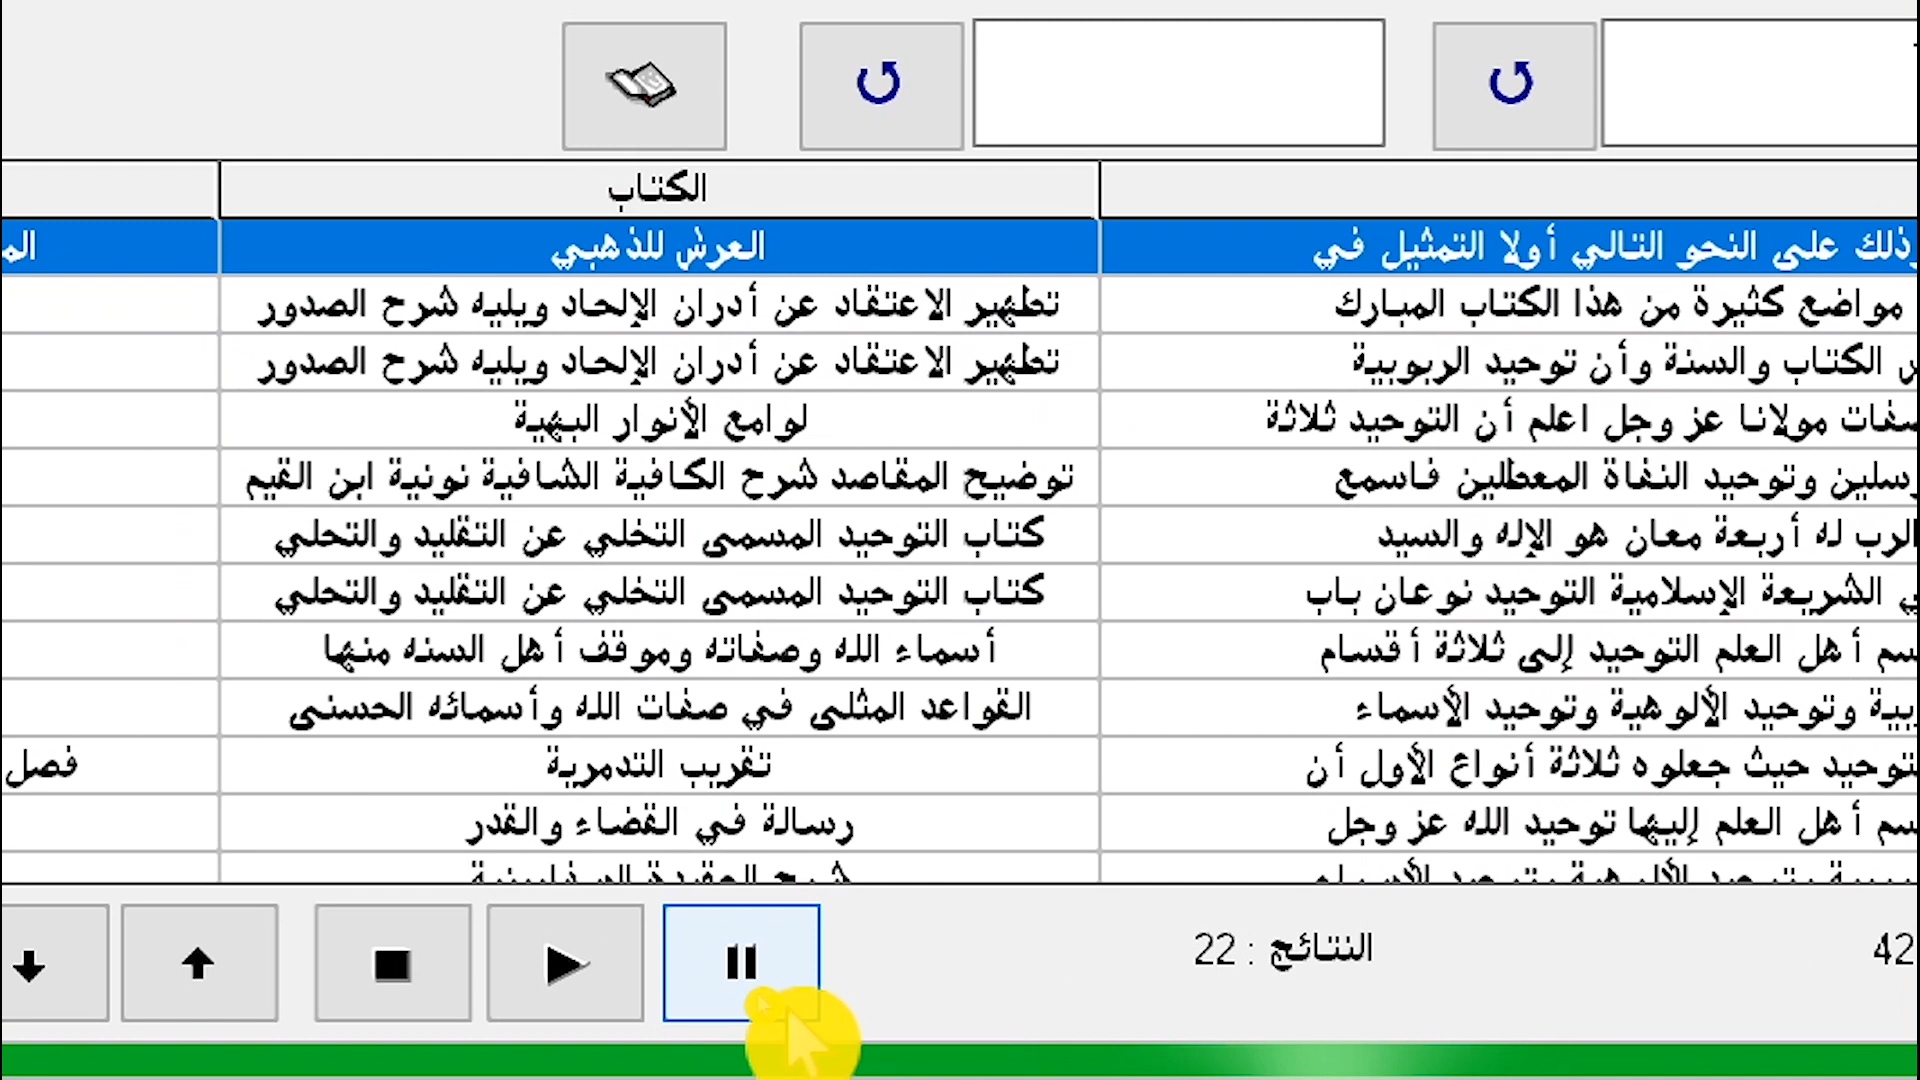 الكتاب
ذلك على النحو التالي أولا التمثيل في العرش للذهبي
مواضع كثيرة من هذا الكتاب المبارك تطهير الاعتقاد عن أدران الإلحاد ويليه شرح الصدور
الكتاب والسنة وأن توحيد الربوبية تطهير الاعتقاد عن أدران الإلحاد ويليه شرح الصدور
مولانا عز وجل اعلم أن التوحيد ثلاثة لوامع الأنوار البهية
وتوحيد النفاة المعطلين فاسمع توضيح المقاصد شرح الكافية الشافية نونية ابن القيم
الرب له أربعة معان هو الإله والسيد كتاب التوحيد المسمى التخلي عن التقليد والتحلي
الشريعة الإسلامية التوحيد نوعان باب كتاب التوحيد المسمى التخلي عن التقليد والتحلي
أهل العلم التوحيد إلى ثلاثة أقسام أسماء الله وصفاته وموقف أهل السنه منها
وتوحيد الألوهية وتوحيد الأسماء القواعد المثلى في صفات الله وأسمائه الحسنى
حيث جعلوه ثلاثة أنواع الأول أن تقريب التدمرية فصل
أهل العلم إليها توحيد الله عز وجل رسالة في القضاء والقدر
42 النتائج : 22